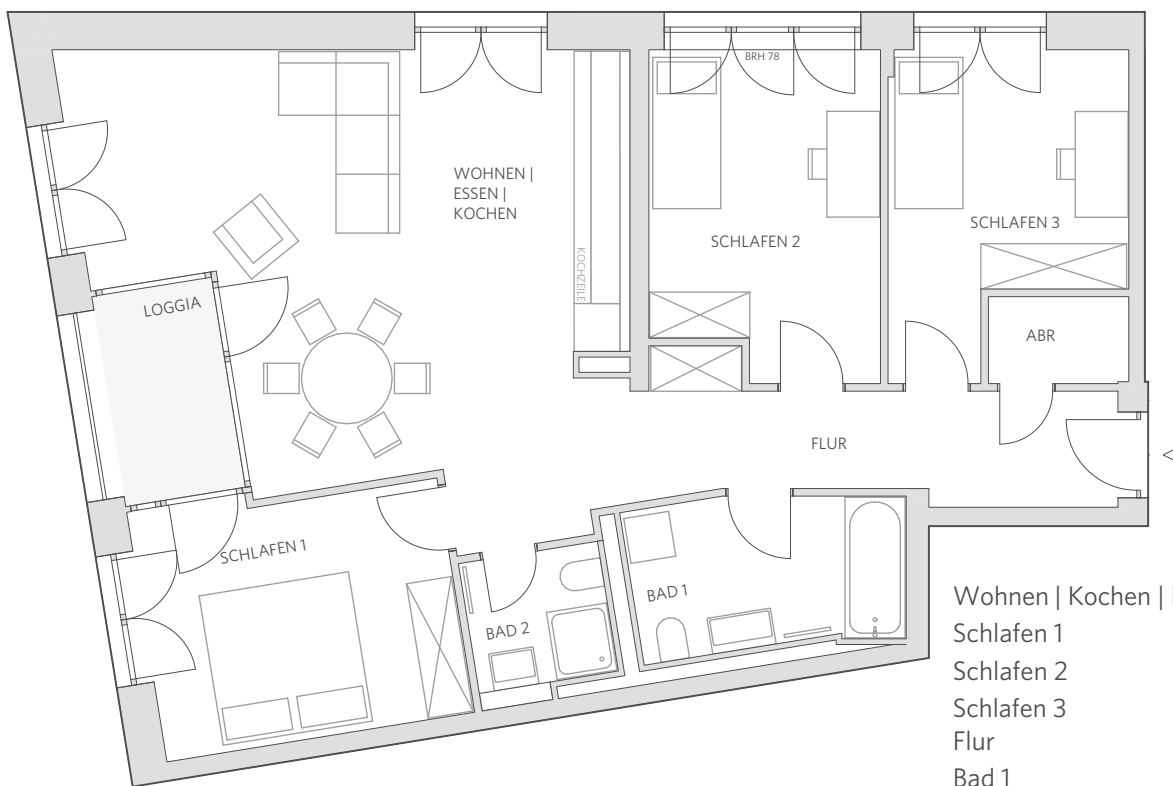 BRH 78
WOHNEN |
ESSEN |
KOCHEN
SCHLAFEN 2
SCHLAFEN 3
KOCHZEILE
LOGGIA
ABR
FLUR
SCHLAFEN 1
BAD 2
BAD 1
Wohnen | Kochen |
Schlafen 1
Schlafen 2
Schlafen 3
Flur
Bad 1